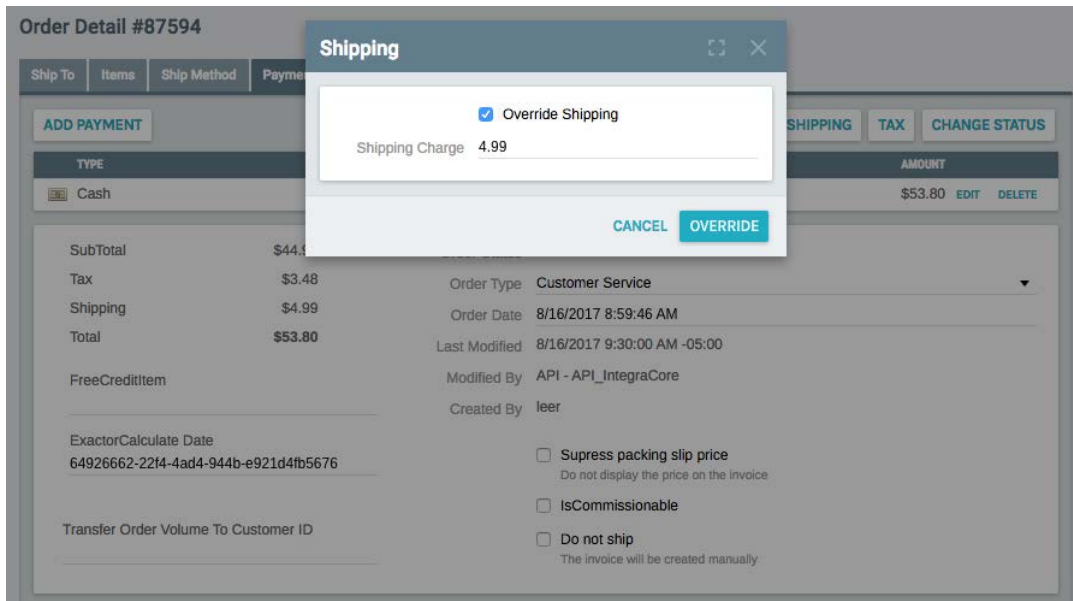 Order Detail #87594
Shipping
Ship To Items Ship Method
Override Shipping
ADD PAYMENT SHIPPING TAX CHANGE STATUS
Shipping Charge 4.99
TYPE AMOUNT
Cash $53.80 EDIT DELETE
CANCEL OVERRIDE
SubTotal
Tax $3.48
Order Type Customer Service
Shipping $4.99
Order Date 8/16/2017 8:59:46 AM
Total $53.80
Last Modified 8/16/2017 9:30:00 AM -05:00
FreeCreditItem
Modified By API - API_IntegraCore
Created By leer
ExactorCalculate Date
64926662-22f4-4ad4-944b-e921d4fb5676
Supress packing slip price
Do not display the price on the invoice
IsCommissionable
Transfer Order Volume To Customer ID
Do not ship
The invoice will be created manually